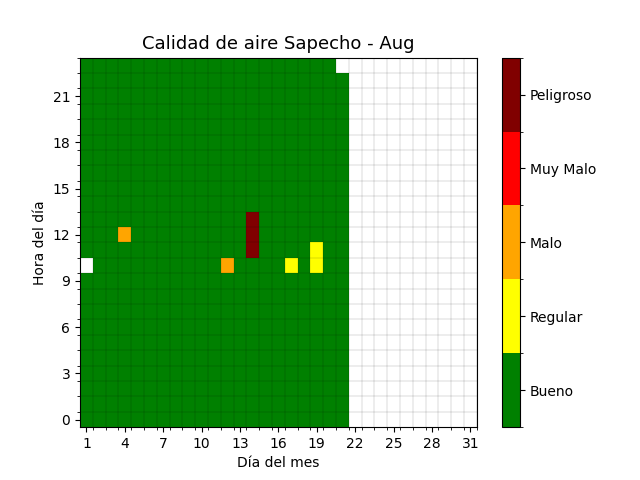 Calidad de aire Sapecho - Aug
21
18
15
12
9
6
3
0
Hora del día
1 4 7 10 13 16 19 22 25 28 31
Día del mes
Peligroso
Muy Malo
Malo
Regular
Bueno